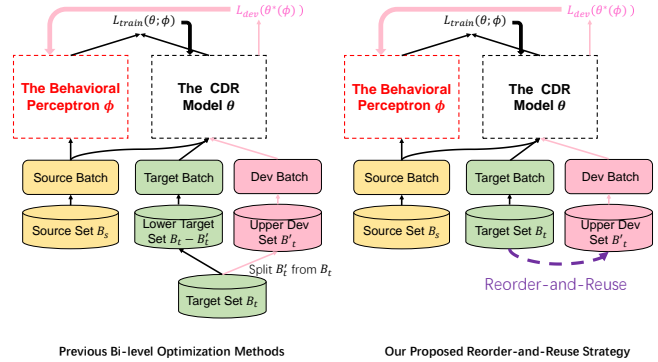 L_dev(θ*(ϕ))
L_train(θ; ϕ)
The Behavioral
Perceptron ϕ
The CDR
Model θ
Source Batch
Target Batch
Dev Batch
Source Set B_s
Lower Target
Set B_t − B′_t
Upper Dev
Set B′_t
Split B′_t from B_t
Target Set B_t
Previous Bi-level Optimization Methods
L_dev(θ*(ϕ))
L_train(θ; ϕ)
The Behavioral
Perceptron ϕ
The CDR
Model θ
Source Batch
Target Batch
Dev Batch
Source Set B_s
Target Set B_t
Upper Dev
Set B′_t
Reorder-and-Reuse
Our Proposed Reorder-and-Reuse Strategy